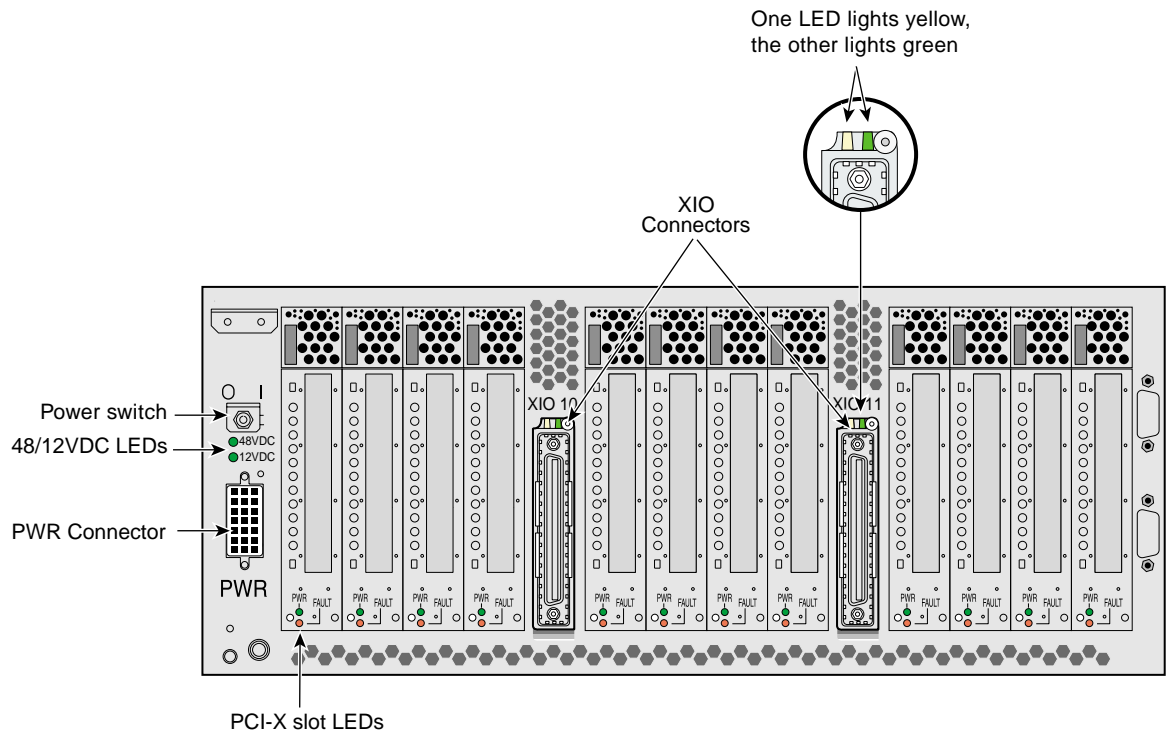 One LED lights yellow,
the other lights green
XIO
Connectors
O I
XIO 10
XIO 11
Power switch
48VDC
48/12VDC LEDs
12VDC
PWR Connector
PWR
PWR FAULT PWR FAULT PWR FAULT PWR FAULT PWR FAULT PWR FAULT PWR FAULT PWR FAULT PWR FAULT PWR FAULT PWR FAULT PWR FAULT
PCI-X slot LEDs